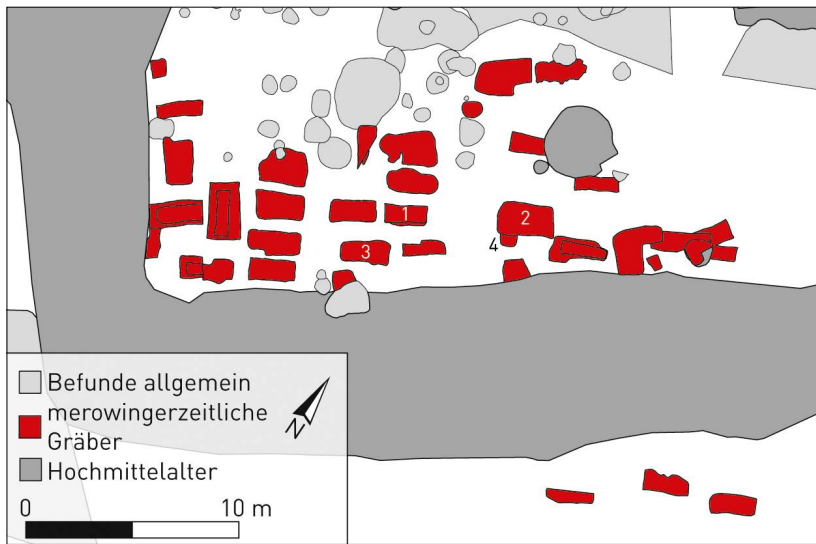 1
2
3
4
Befunde allgemein
merowingerzeitliche
Gräber
Hochmittelalter
N
0 10 m